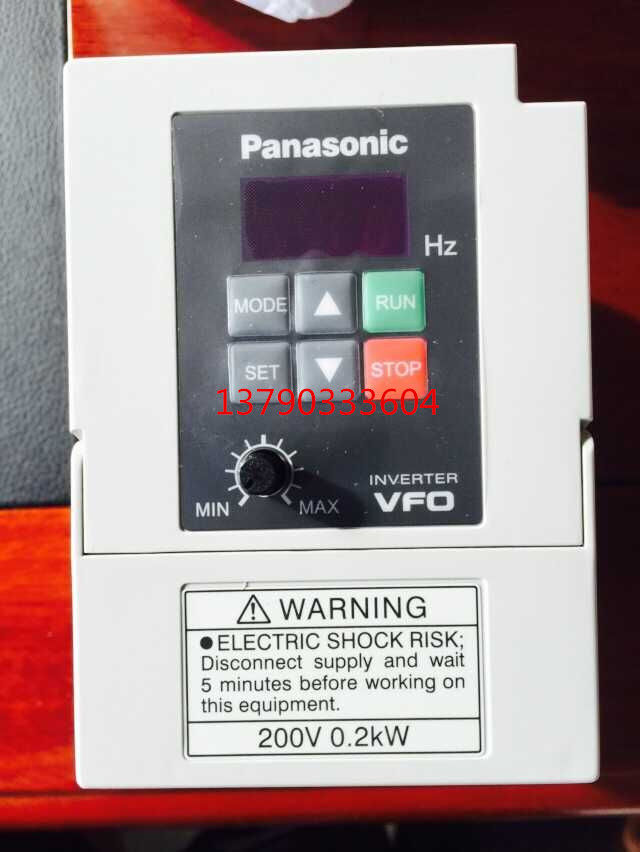 Panasonic
Hz
MODE ▲ RUN
SET ▼ STOP
13790333604
MIN MAX
INVERTER
VFO
⚠ WARNING
● ELECTRIC SHOCK RISK;
Disconnect supply and wait
5 minutes before working on
this equipment.
200V 0.2kW